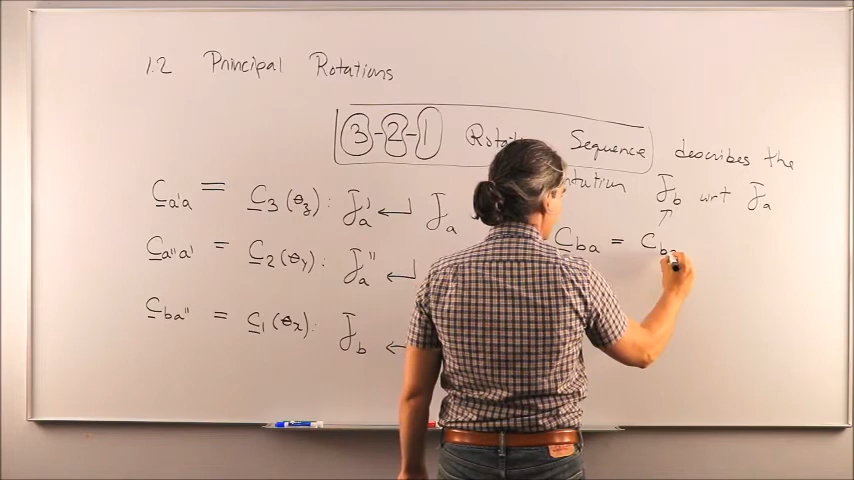 1.2 Principal Rotations
3-2-1 Sequence describes the
F_b wrt F_a
C_a'a = C_3(θ_z): F_a' ← F_a
C_ba = C_b
C_a''a' = C_2(θ_y): F_a'' ←
C_ba'' = C_1(θ_x): F_b ←